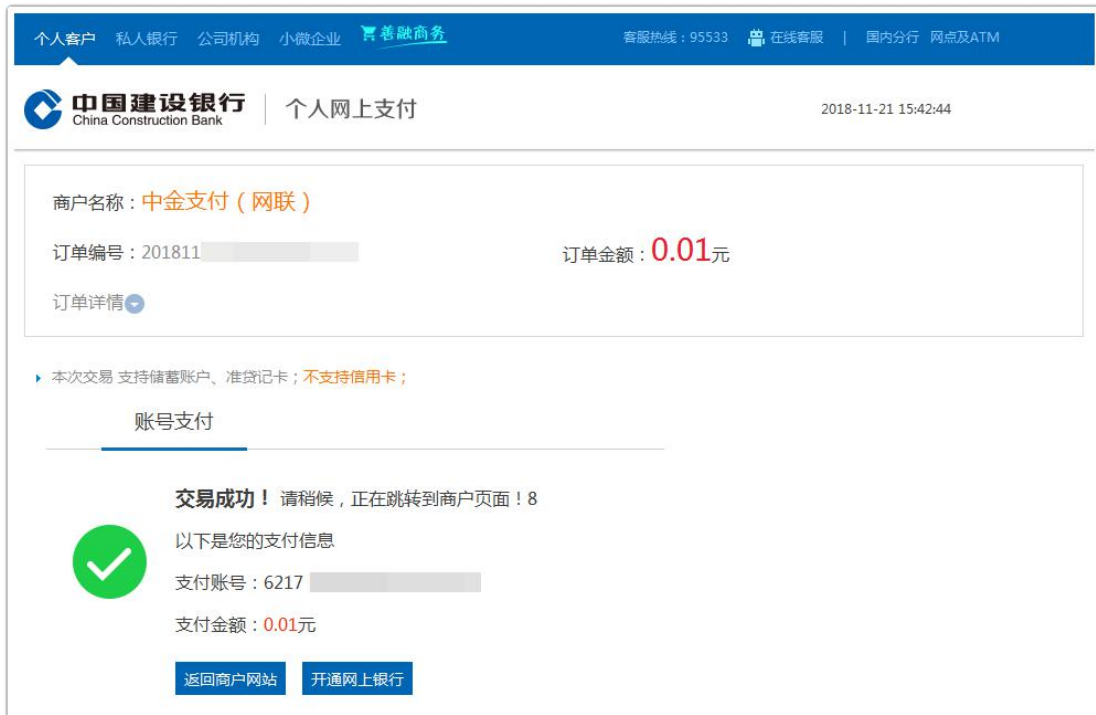 个人客户 私人银行 公司机构 小微企业 善融商务 客服热线：95533 在线客服 | 国内分行 网点及ATM
中国建设银行 个人网上支付 2018-11-21 15:42:44
China Construction Bank
商户名称：中金支付（网联）
订单编号：201811 订单金额：0.01元
订单详情
本次交易 支持储蓄账户、准贷记卡；不支持信用卡；
账号支付
交易成功！ 请稍候，正在跳转到商户页面！8
以下是您的支付信息
支付账号：6217
支付金额：0.01元
返回商户网站 开通网上银行